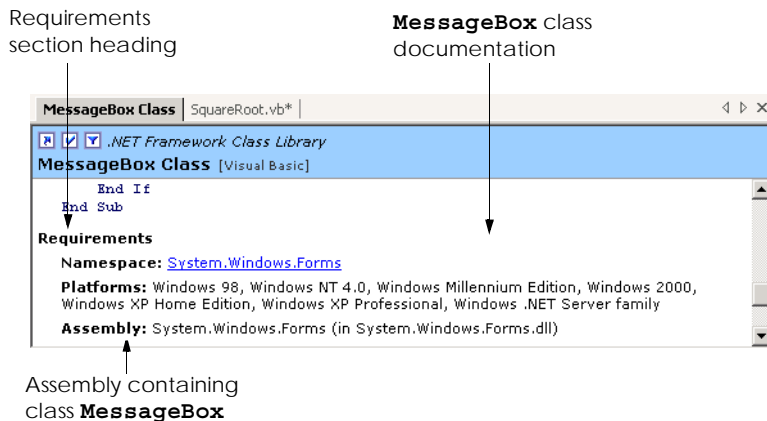 Requirements
section heading
MessageBox class
documentation
MessageBox Class SquareRoot.vb*
.NET Framework Class Library
MessageBox Class [Visual Basic]
End If
End Sub
Requirements
Namespace: System.Windows.Forms
Platforms: Windows 98, Windows NT 4.0, Windows Millennium Edition, Windows 2000,
Windows XP Home Edition, Windows XP Professional, Windows .NET Server family
Assembly: System.Windows.Forms (in System.Windows.Forms.dll)
Assembly containing
class MessageBox